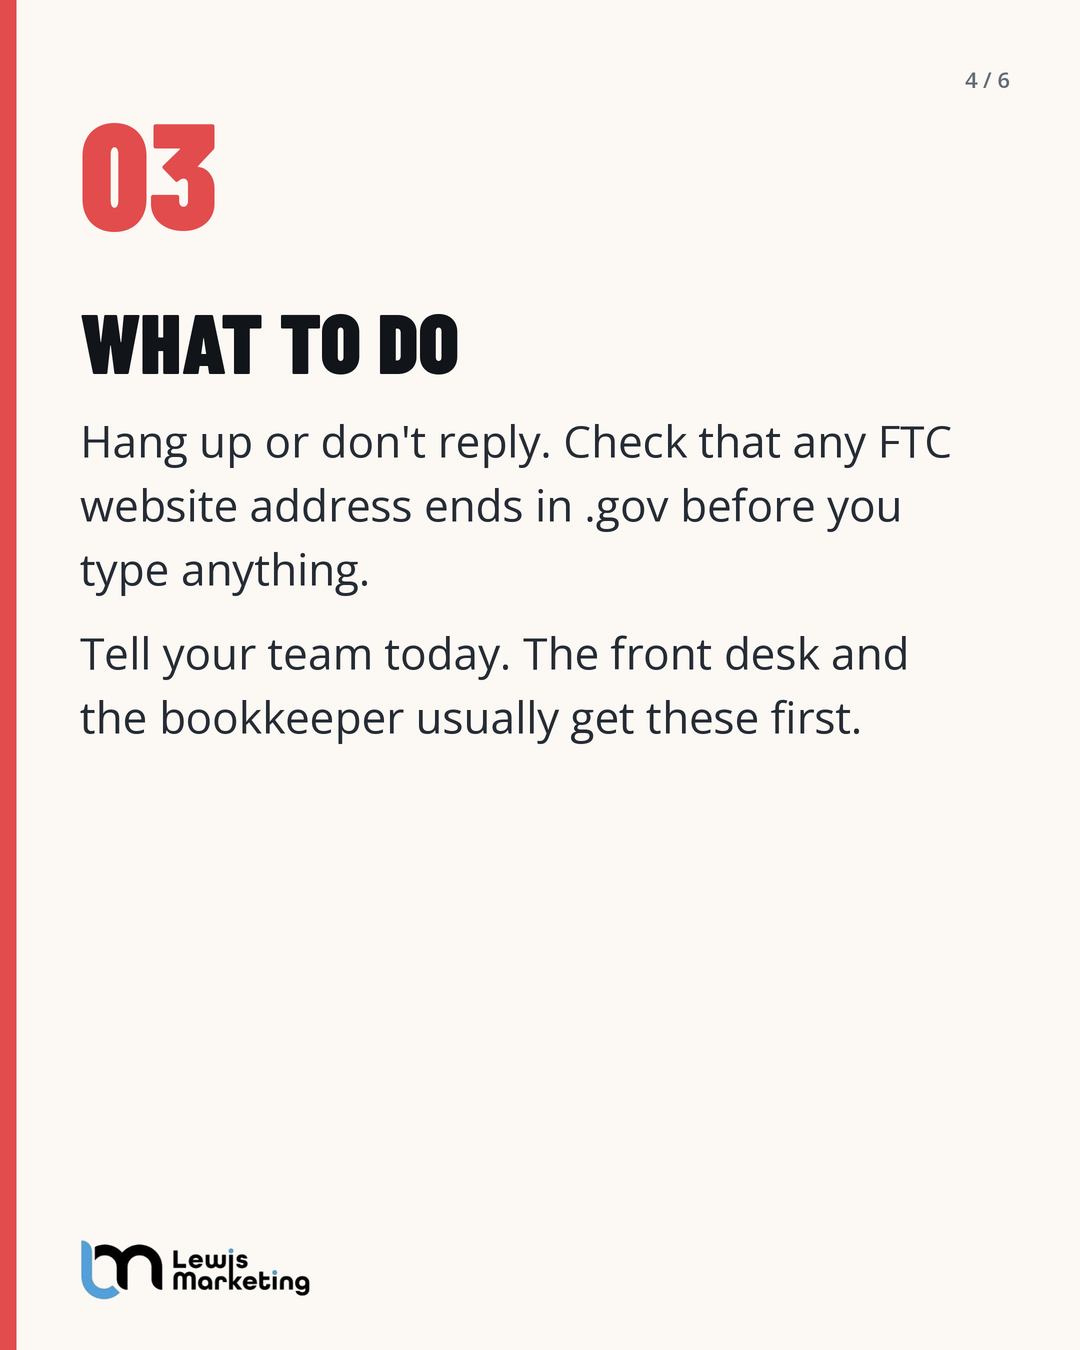 4 / 6
03
WHAT TO DO
Hang up or don't reply. Check that any FTC
website address ends in .gov before you
type anything.
Tell your team today. The front desk and
the bookkeeper usually get these first.
Lewis
Marketing